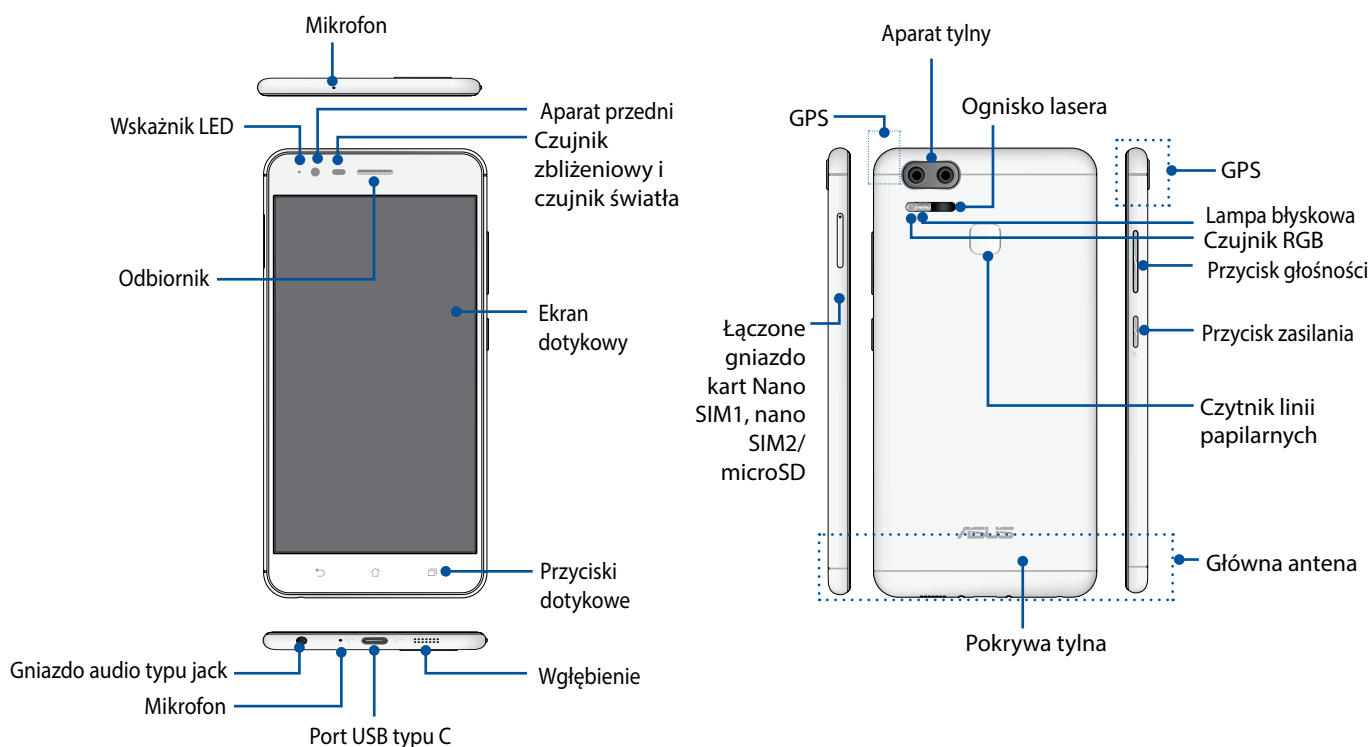 Mikrofon
Wskażnik LED
Aparat przedni
Czujnik
zbliżeniowy i
czujnik światła
Odbiornik
Ekran
dotykowy
Przyciski
dotykowe
Gniazdo audio typu jack
Mikrofon
Port USB typu C
Wgłębienie
Aparat tylny
GPS
Ognisko lasera
GPS
Lampa błyskowa
Czujnik RGB
Przycisk głośności
Przycisk zasilania
Łączone
gniazdo
kart Nano
SIM1, nano
SIM2/
microSD
Czytnik linii
papilarnych
ASUS
Główna antena
Pokrywa tylna